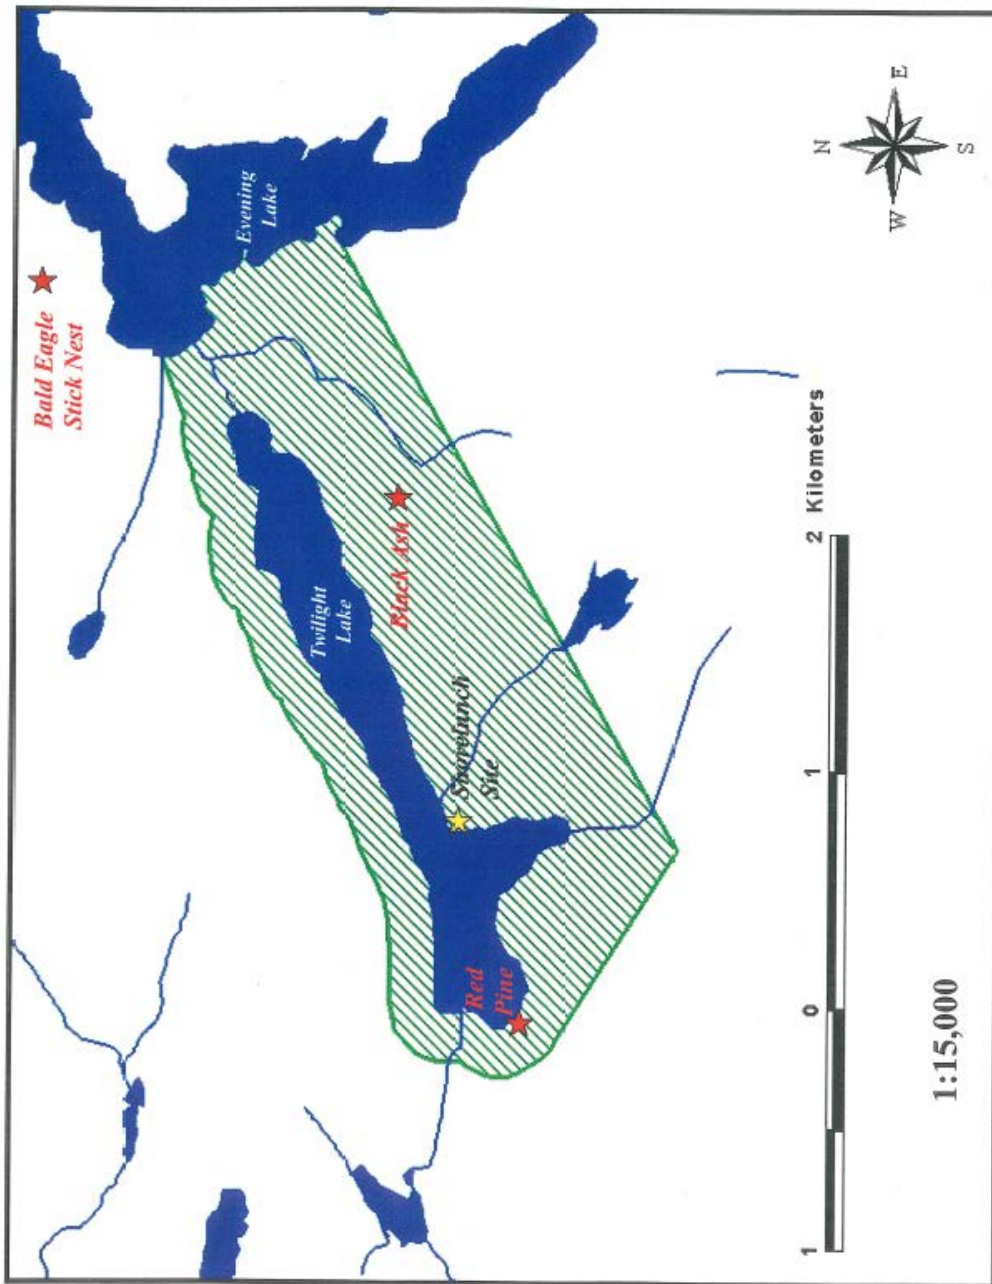 Bald Eagle
Stick Nest
Evening
Lake
Twilight
Lake
Black Ash
Shorelunch
Site
Red
Pine
N
E
S
W
1
0
1
2 Kilometers
1:15,000